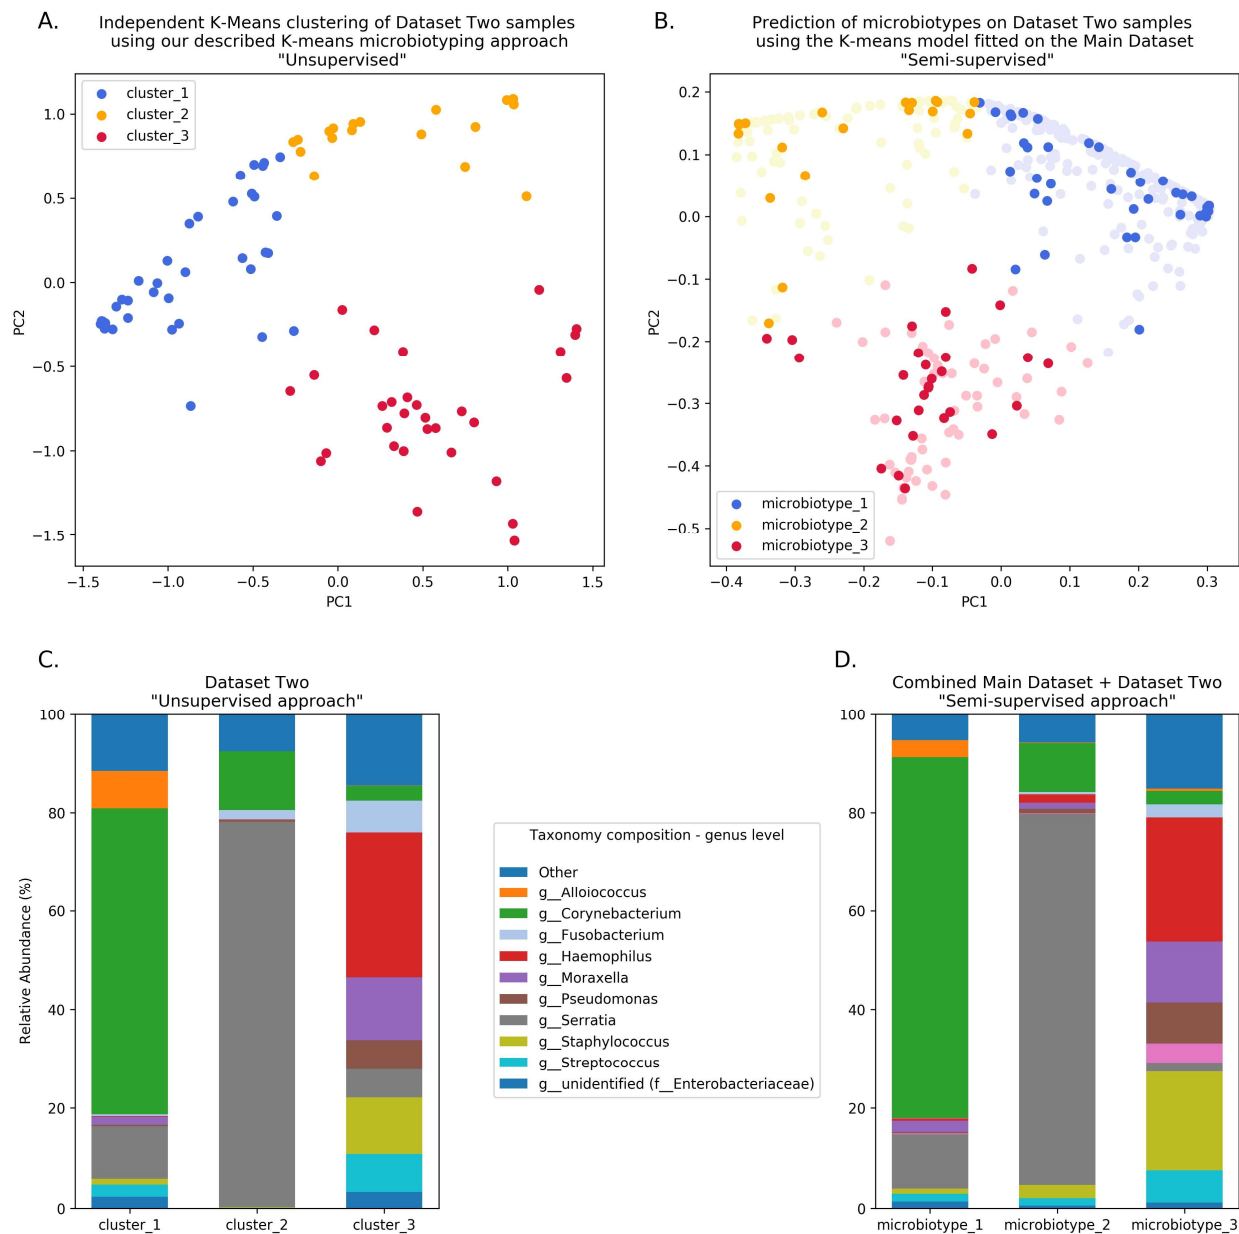 A.
Independent K-Means clustering of Dataset Two samples
using our described K-means microbiotyping approach
"Unsupervised"
cluster_1
cluster_2
cluster_3
1.0
0.5
0.0
−0.5
−1.0
−1.5
PC2
−1.5
−1.0
−0.5
0.0
0.5
1.0
1.5
PC1
B.
Prediction of microbiotypes on Dataset Two samples
using the K-means model fitted on the Main Dataset
"Semi-supervised"
0.2
0.1
0.0
−0.1
−0.2
−0.3
−0.4
−0.5
PC2
microbiotype_1
microbiotype_2
microbiotype_3
−0.4
−0.3
−0.2
−0.1
0.0
0.1
0.2
0.3
PC1
C.
Dataset Two
"Unsupervised approach"
100
80
60
40
20
0
Relative Abundance (%)
cluster_1
cluster_2
cluster_3
Taxonomy composition - genus level
Other
g__Alloiococcus
g__Corynebacterium
g__Fusobacterium
g__Haemophilus
g__Moraxella
g__Pseudomonas
g__Serratia
g__Staphylococcus
g__Streptococcus
g__unidentified (f__Enterobacteriaceae)
D.
Combined Main Dataset + Dataset Two
"Semi-supervised approach"
100
80
60
40
20
0
microbiotype_1
microbiotype_2
microbiotype_3